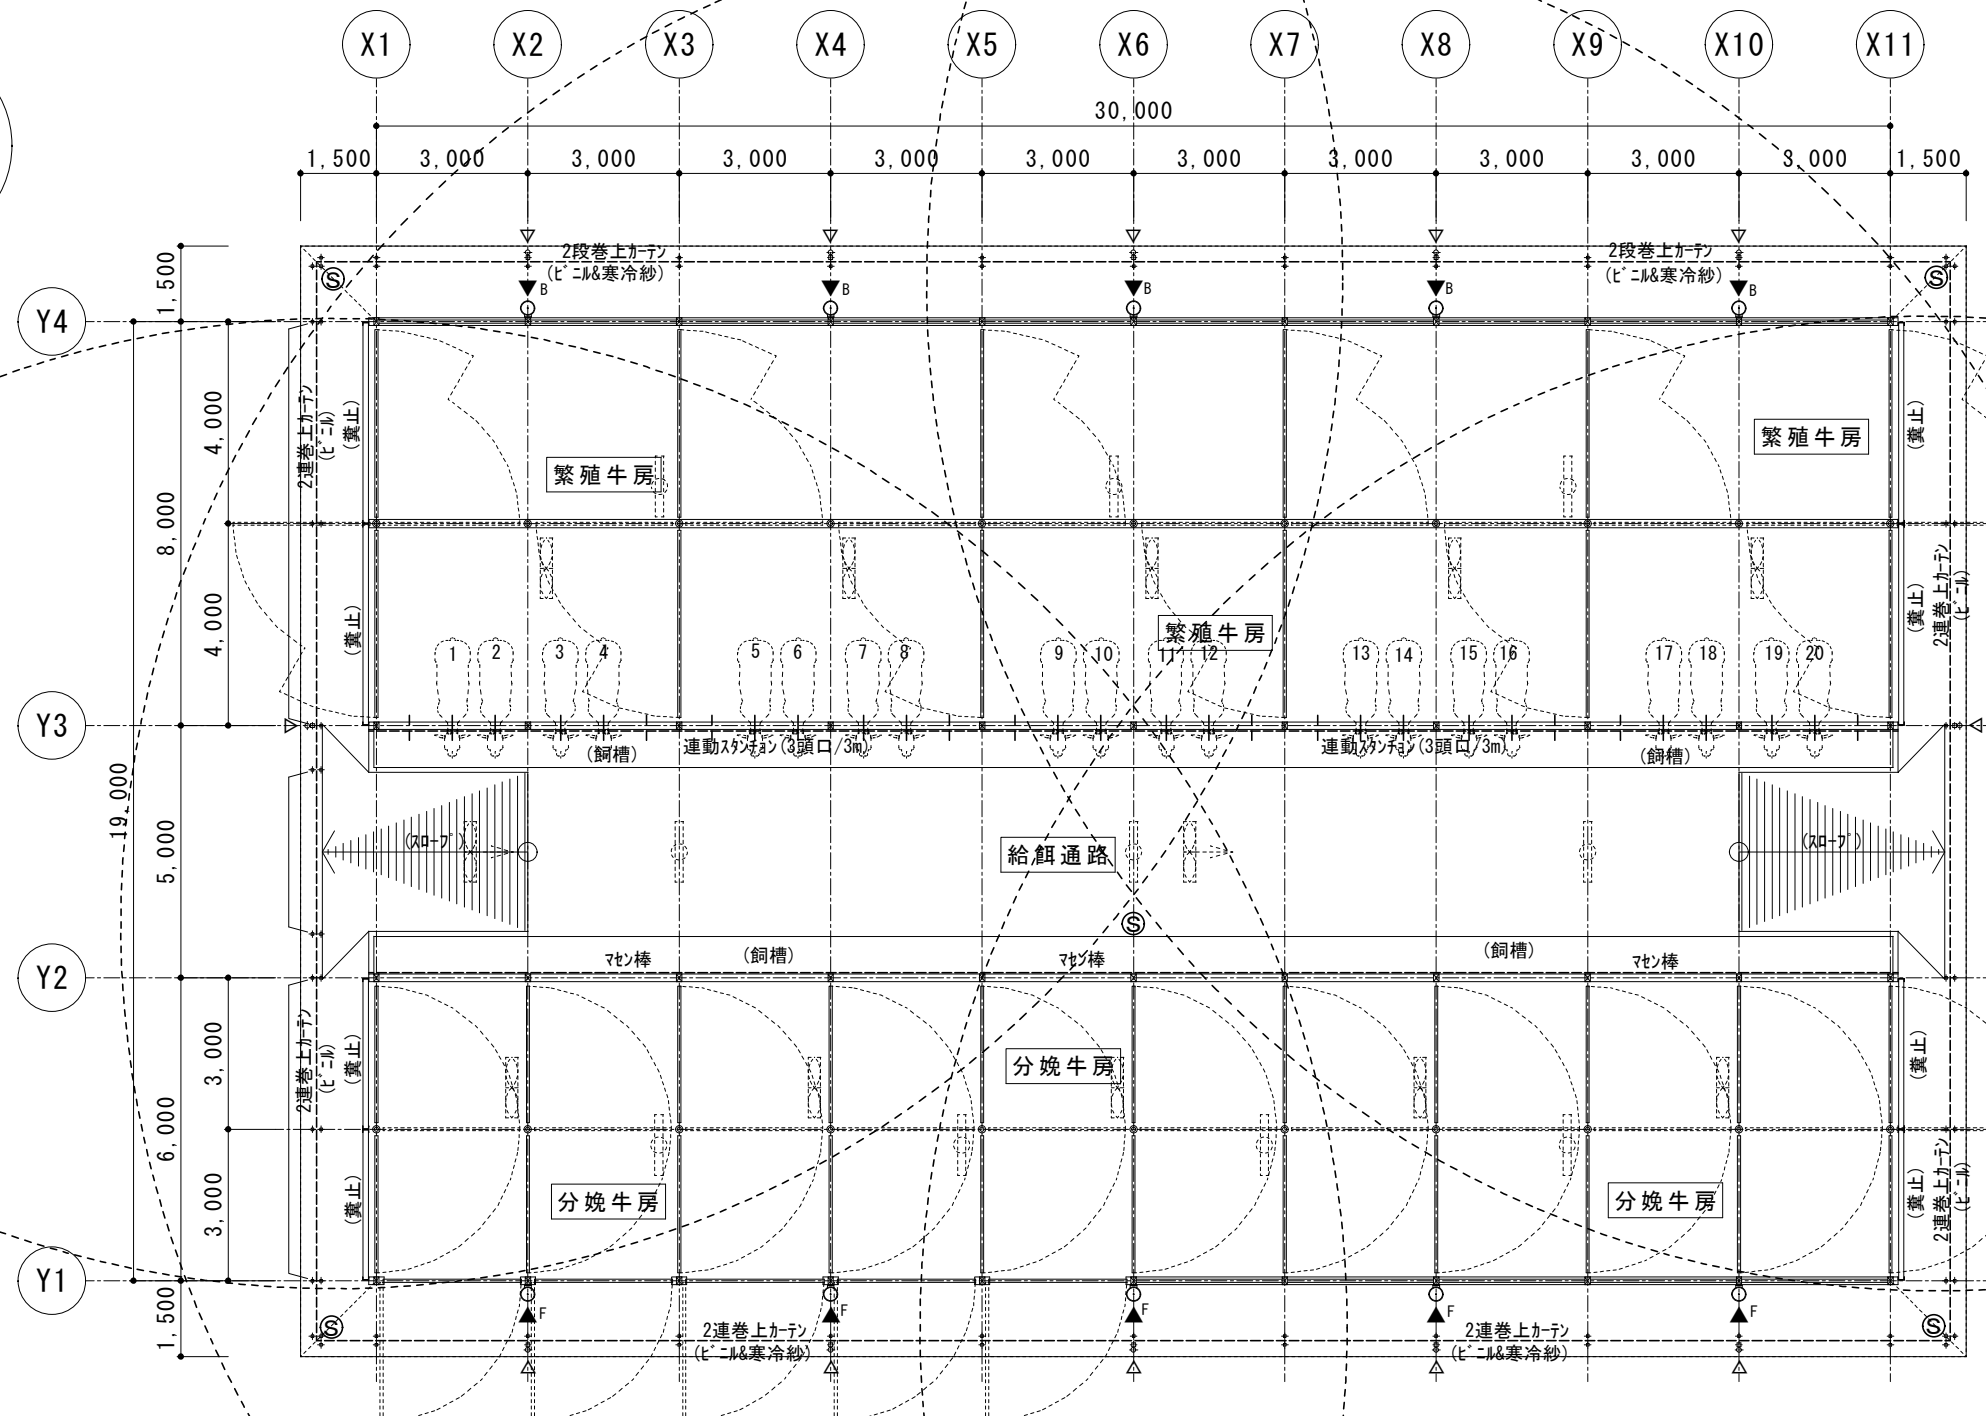 X1 X2 X3 X4 X5 X6 X7 X8 X9 X10 X11
30,000
1,500 3,000 3,000 3,000 3,000 3,000 3,000 3,000 3,000 3,000 3,000 1,500
2段巻上カーテン
(ビニル&寒冷紗)
2段巻上カーテン
(ビニル&寒冷紗)
S
S
B B B B B
1,500
Y4
4,000
8,000
4,000
2連巻上カーテン
(ビニル)
(糞止)
(糞止)
繁殖牛房
繁殖牛房
(糞止)
(糞止)
2連巻上カーテン
(ビニル)
繁殖牛房
1 2 3 4 5 6 7 8 9 10 11 12 13 14 15 16 17 18 19 20
Y3
(飼槽)
連動スタンチョン(3頭口/3m)
連動スタンチョン(3頭口/3m)
(飼槽)
19,000
5,000
(スロープ)
給餌通路
(スロープ)
S
マセン棒
(飼槽)
マセン棒
(飼槽)
マセン棒
Y2
3,000
6,000
3,000
2連巻上カーテン
(ビニル)
(糞止)
(糞止)
分娩牛房
分娩牛房
分娩牛房
(糞止)
(糞止)
2連巻上カーテン
(ビニル)
Y1
1,500
F F F F F
S
S
2連巻上カーテン
(ビニル&寒冷紗)
2連巻上カーテン
(ビニル&寒冷紗)